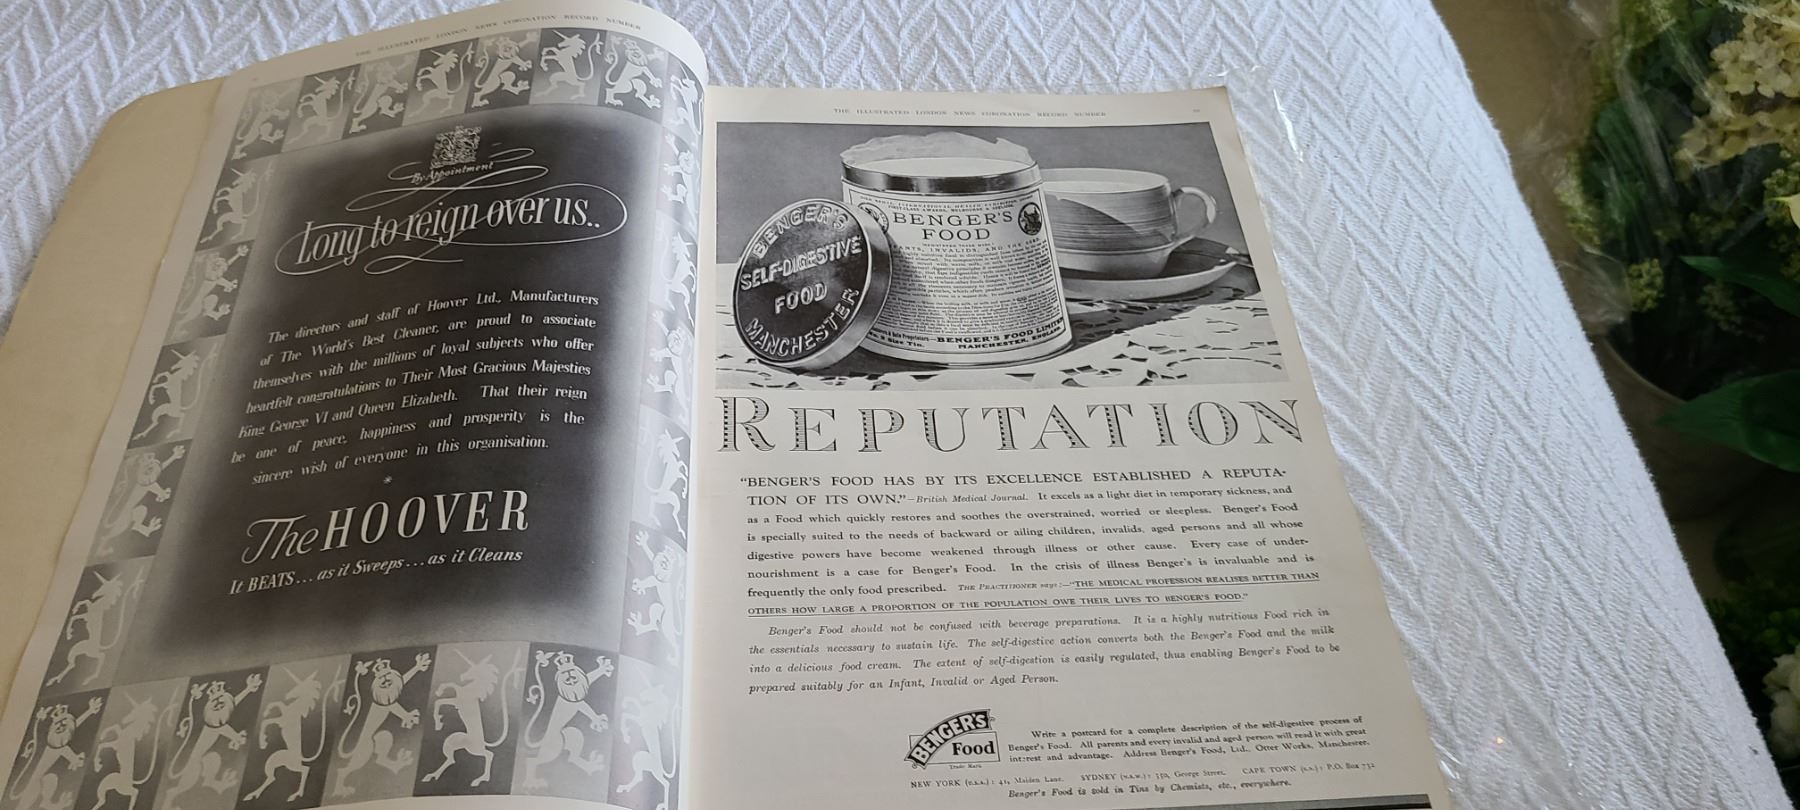 THE ILLUSTRATED LONDON NEWS CORONATION RECORD NUMBER
By Appointment
Long to reign over us..
The directors and staff of Hoover Ltd., Manufacturers
of The World's Best Cleaner, are proud to associate
themselves with the millions of loyal subjects who offer
heartfelt congratulations to Their Most Gracious Majesties
King George VI and Queen Elizabeth. That their reign
be one of peace, happiness and prosperity is the
sincere wish of everyone in this organisation.
*
The HOOVER
It BEATS... as it Sweeps... as it Cleans
THE ILLUSTRATED LONDON NEWS CORONATION RECORD NUMBER
BENGER'S
SELF-DIGESTIVE
FOOD
MANCHESTER
BENGER'S
FOOD
INFANTS, INVALIDS, AND THE AGED
BENGER'S FOOD LIMITED
MANCHESTER, ENGLAND
REPUTATION
"BENGER'S FOOD HAS BY ITS EXCELLENCE ESTABLISHED A REPUTA-
TION OF ITS OWN."—British Medical Journal. It excels as a light diet in temporary sickness, and
as a Food which quickly restores and soothes the overstrained, worried or sleepless. Benger's Food
is specially suited to the needs of backward or ailing children, invalids, aged persons and all whose
digestive powers have become weakened through illness or other cause. Every case of under-
nourishment is a case for Benger's Food. In the crisis of illness Benger's is invaluable and is
frequently the only food prescribed. THE PRACTITIONER says:—"THE MEDICAL PROFESSION REALISES BETTER THAN
OTHERS HOW LARGE A PROPORTION OF THE POPULATION OWE THEIR LIVES TO BENGER'S FOOD."
Benger's Food should not be confused with beverage preparations. It is a highly nutritious Food rich in
the essentials necessary to sustain life. The self-digestive action converts both the Benger's Food and the milk
into a delicious food cream. The extent of self-digestion is easily regulated, thus enabling Benger's Food to be
prepared suitably for an Infant, Invalid or Aged Person.
BENGER'S
Food
Trade Mark
Write a postcard for a complete description of the self-digestive process of
Benger's Food. All parents and every invalid and aged person will read it with great
interest and advantage. Address Benger's Food, Ltd., Otter Works, Manchester.
NEW YORK (U.S.A.): 41, Maiden Lane. SYDNEY (N.S.W.): 350, George Street. CAPE TOWN (S.A.): P.O. Box 732
Benger's Food is sold in Tins by Chemists, etc., everywhere.